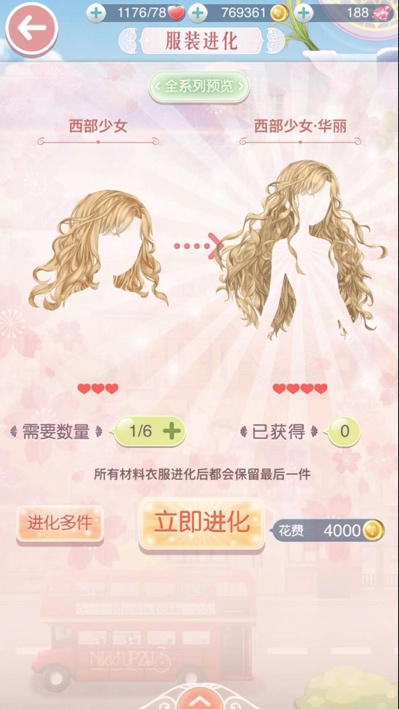 1176/78
769361
188
服装进化
全系列预览
西部少女
西部少女·华丽
需要数量
1/6
已获得
0
所有材料衣服进化后都会保留最后一件
进化多件
立即进化
花费
4000